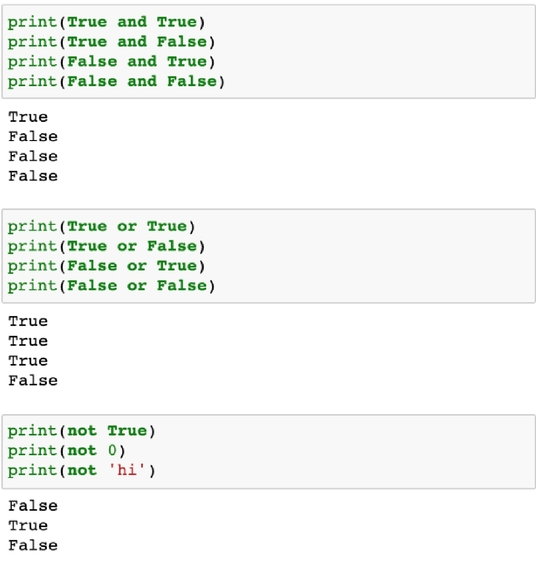 print(True and True)
print(True and False)
print(False and True)
print(False and False)
True
False
False
False
print(True or True)
print(True or False)
print(False or True)
print(False or False)
True
True
True
False
print(not True)
print(not 0)
print(not 'hi')
False
True
False